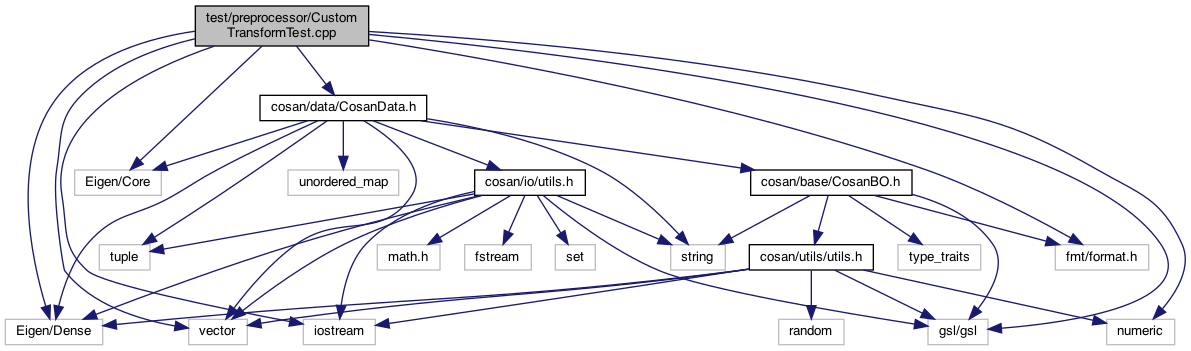 test/preprocessor/Custom
TransformTest.cpp
cosan/data/CosanData.h
Eigen/Core
unordered_map
cosan/io/utils.h
cosan/base/CosanBO.h
tuple
math.h
fstream
set
string
cosan/utils/utils.h
type_traits
fmt/format.h
Eigen/Dense
vector
iostream
random
gsl/gsl
numeric